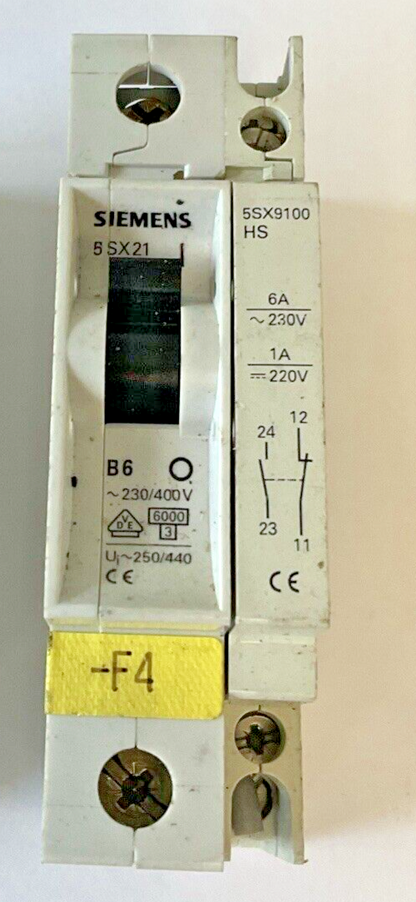 SIEMENS
5SX21
I
B6 O
~230/400V
VDE 6000
3
Ui~250/440
CE
-F4
5SX9100
HS
6A
~230V
1A
⎓220V
24 12
23 11
CE